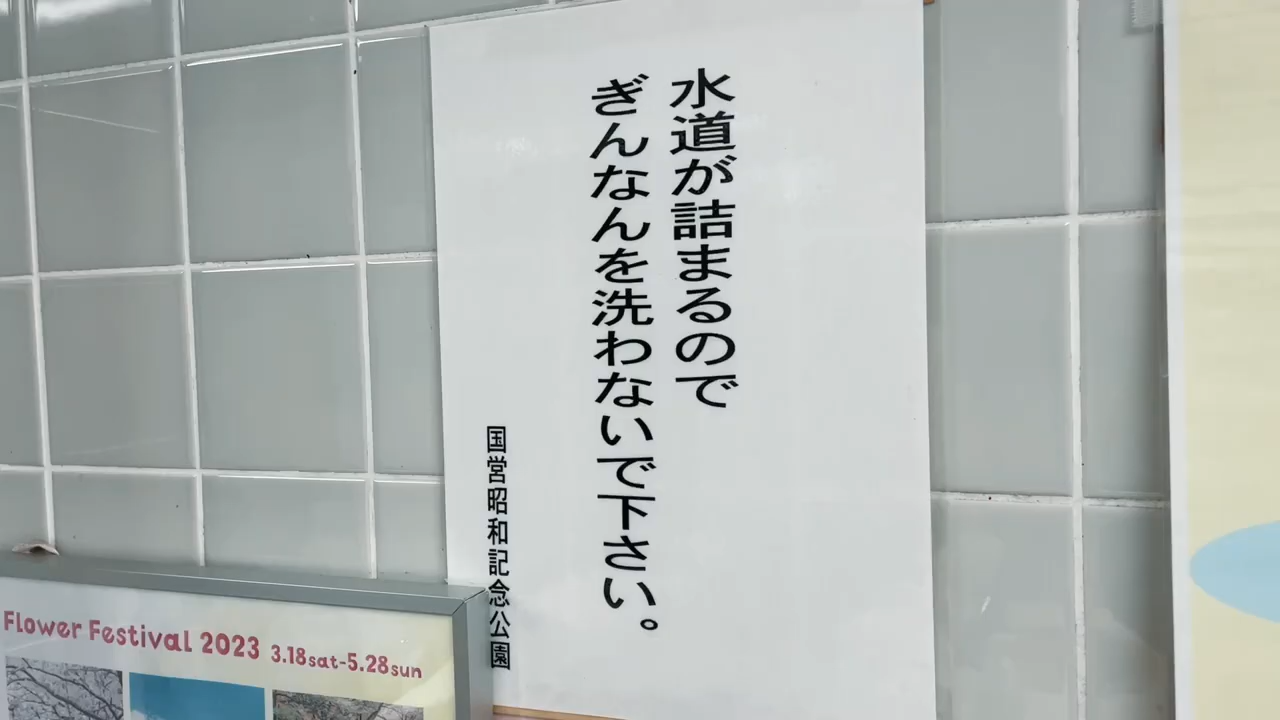 水道が詰まるので
ぎんなんを洗わないで下さい。
国営昭和記念公園
Flower Festival 2023 3.18sat-5.28sun